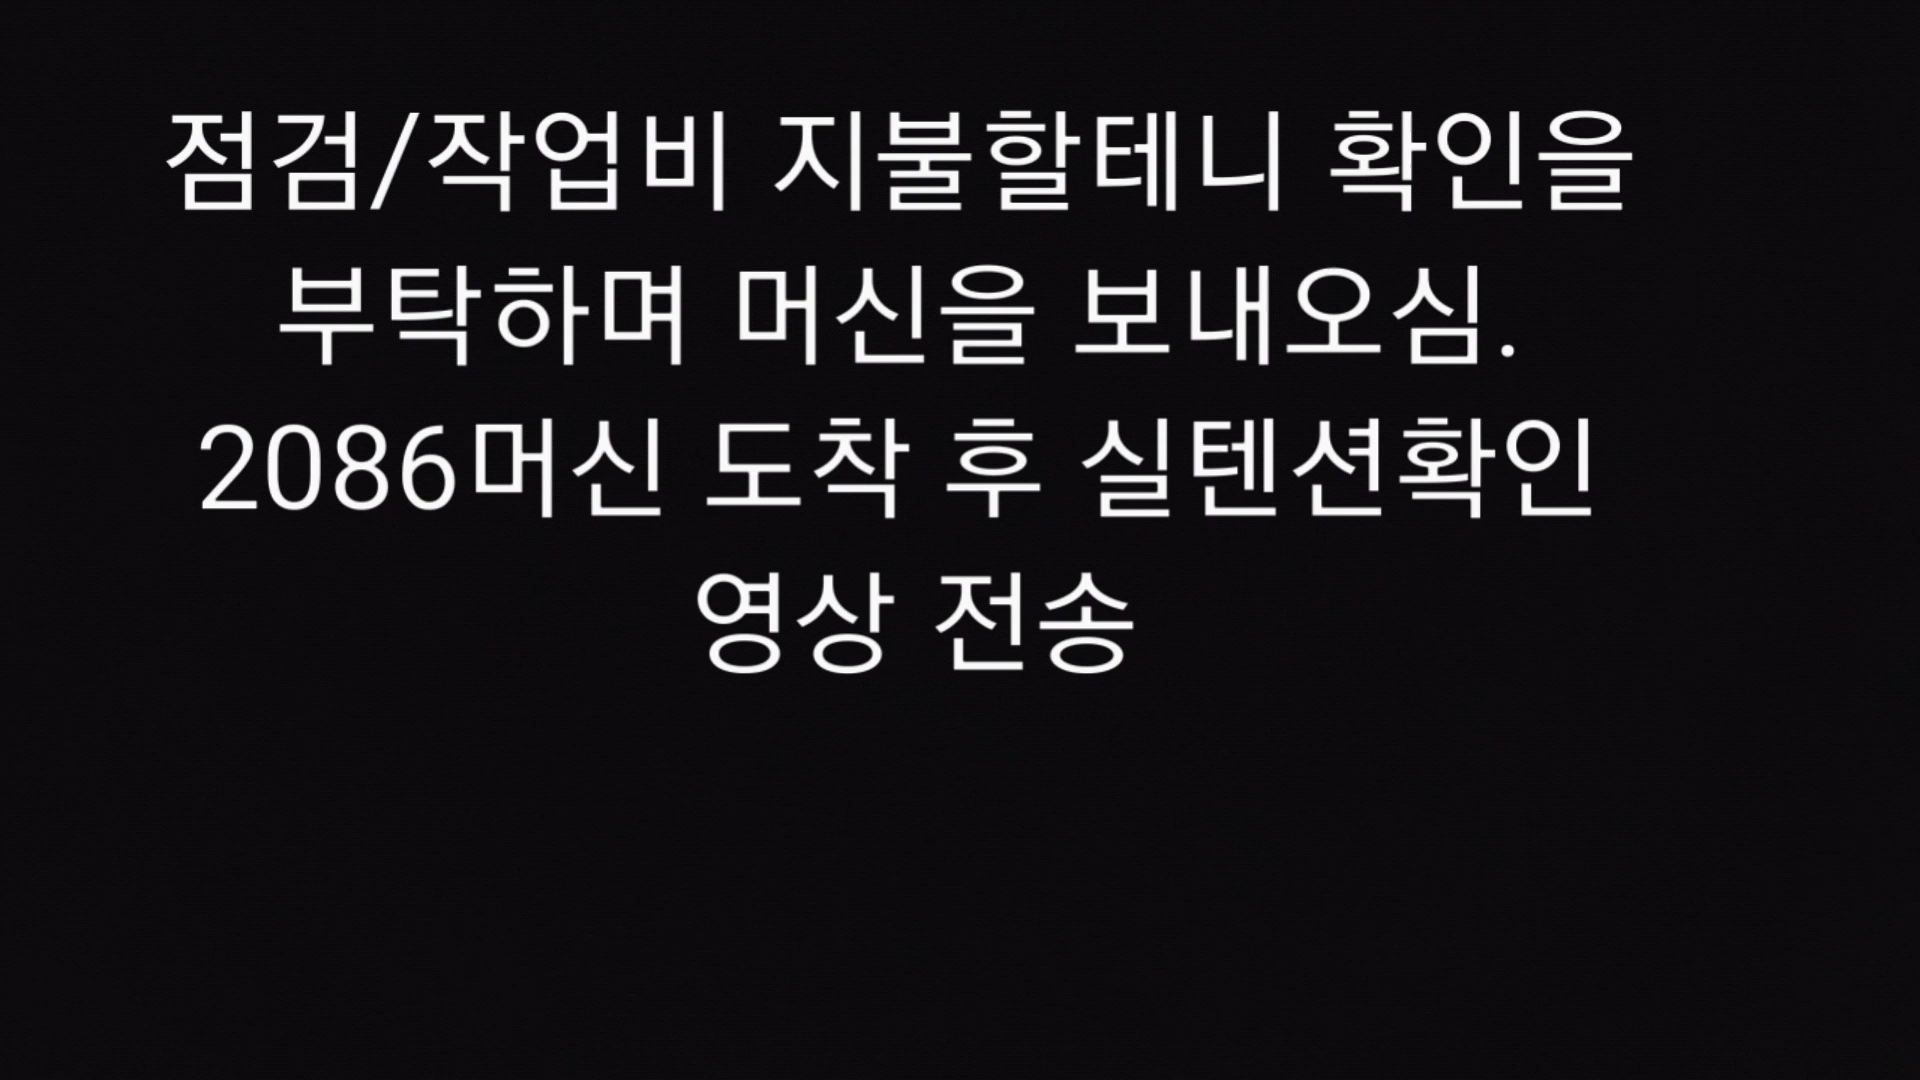 점검/작업비 지불할테니 확인을
부탁하며 머신을 보내오심.
2086머신 도착 후 실텐션확인
영상 전송